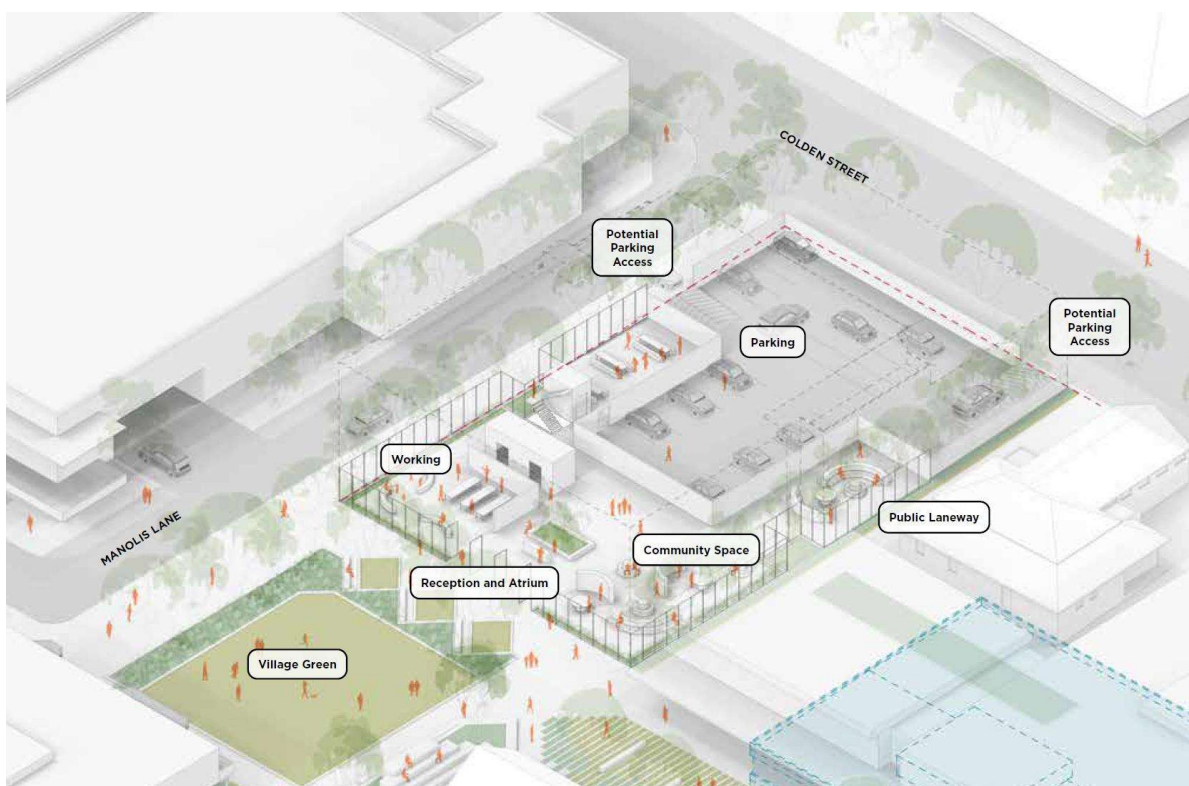 COLDEN STREET
Potential
Parking
Access
Potential
Parking
Access
Parking
Working
Public Laneway
MANOLIS LANE
Community Space
Reception and Atrium
Village Green